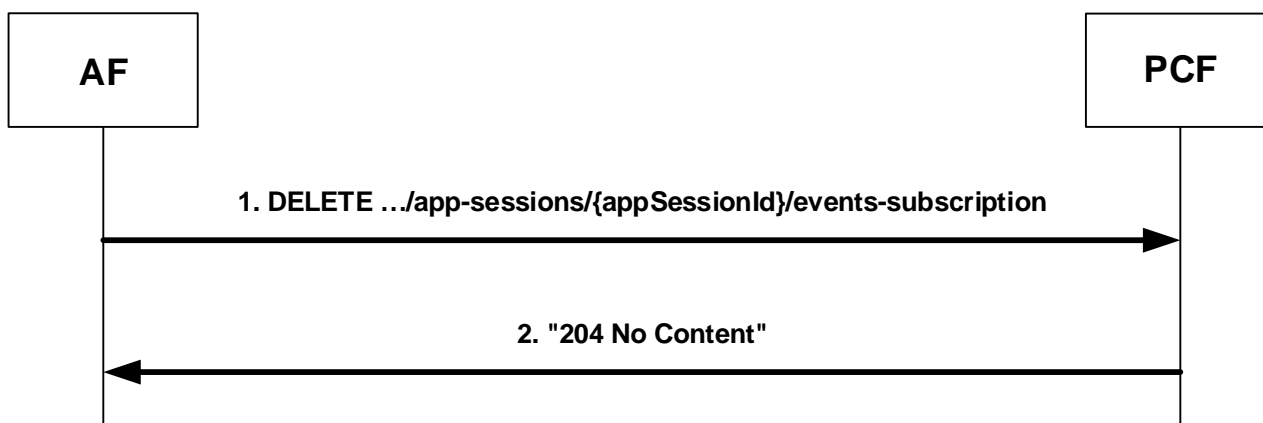 AF
PCF
1. DELETE …/app-sessions/{appSessionId}/events-subscription
2. "204 No Content"